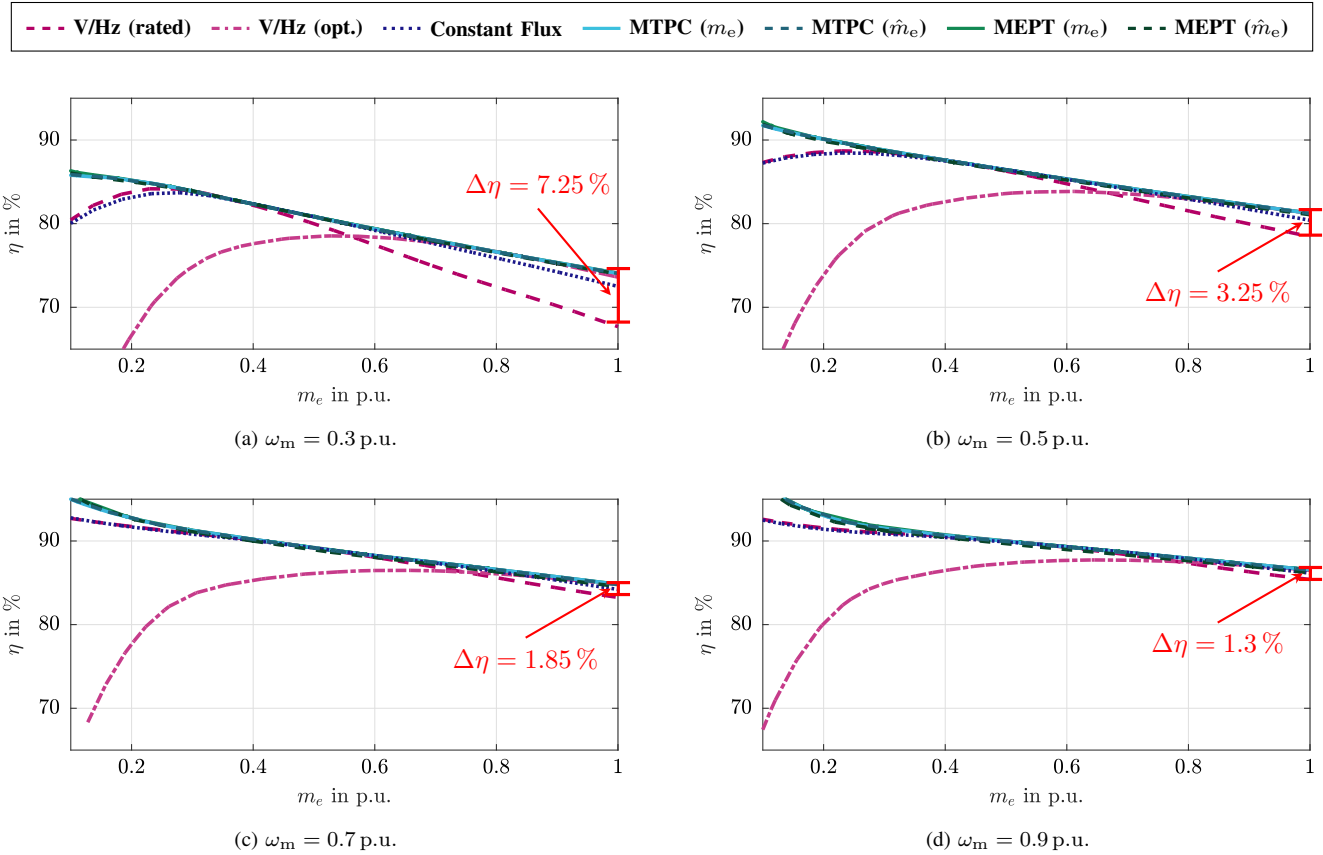 V/Hz (rated) V/Hz (opt.) Constant Flux MTPC (mₑ) MTPC (m̂ₑ) MEPT (mₑ) MEPT (m̂ₑ)
90
80
70
η in %
Δη = 7.25 %
0.2 0.4 0.6 0.8 1
mₑ in p.u.
(a) ωₘ = 0.3 p.u.
90
80
70
η in %
Δη = 3.25 %
0.2 0.4 0.6 0.8 1
mₑ in p.u.
(b) ωₘ = 0.5 p.u.
90
80
70
η in %
Δη = 1.85 %
0.2 0.4 0.6 0.8 1
mₑ in p.u.
(c) ωₘ = 0.7 p.u.
90
80
70
η in %
Δη = 1.3 %
0.2 0.4 0.6 0.8 1
mₑ in p.u.
(d) ωₘ = 0.9 p.u.